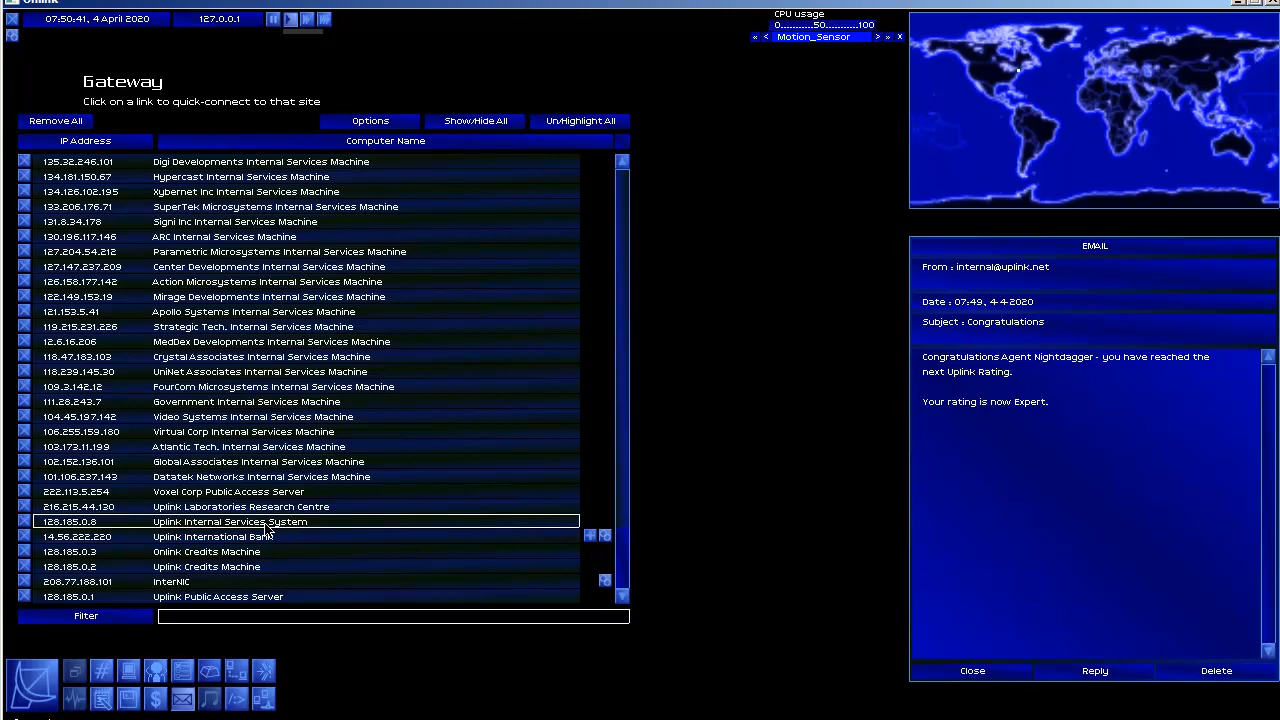 Onlink
07:50:41, 4 April 2020
127.0.0.1
CPU usage
0..........50..........100
« < Motion_Sensor > » x
Gateway
Click on a link to quick-connect to that site
Remove All
Options
Show/Hide All
Un/Highlight All
IP Address
Computer Name
135.32.246.101 Digi Developments Internal Services Machine
134.181.150.67 Hypercast Internal Services Machine
134.126.102.195 Xybernet Inc Internal Services Machine
133.206.176.71 SuperTek Microsystems Internal Services Machine
131.8.34.178 Signi Inc Internal Services Machine
130.196.117.146 ARC Internal Services Machine
127.204.54.212 Parametric Microsystems Internal Services Machine
127.147.237.209 Center Developments Internal Services Machine
126.158.177.142 Action Microsystems Internal Services Machine
122.149.153.19 Mirage Developments Internal Services Machine
121.153.5.41 Apollo Systems Internal Services Machine
119.215.231.226 Strategic Tech. Internal Services Machine
12.6.16.206 MedDex Developments Internal Services Machine
118.47.183.103 Crystal Associates Internal Services Machine
118.239.145.30 UniNet Associates Internal Services Machine
109.3.142.12 FourCom Microsystems Internal Services Machine
111.28.243.7 Government Internal Services Machine
104.45.197.142 Video Systems Internal Services Machine
106.255.159.180 Virtual Corp Internal Services Machine
103.173.11.199 Atlantic Tech. Internal Services Machine
102.152.136.101 Global Associates Internal Services Machine
101.106.237.143 Datatek Networks Internal Services Machine
222.113.5.254 Voxel Corp Public Access Server
216.215.44.130 Uplink Laboratories Research Centre
128.185.0.8 Uplink Internal Services System
14.56.222.220 Uplink International Bank
128.185.0.3 Onlink Credits Machine
128.185.0.2 Uplink Credits Machine
208.77.188.101 InterNIC
128.185.0.1 Uplink Public Access Server
Filter
EMAIL
From : internal@uplink.net
Date : 07:49, 4-4-2020
Subject : Congratulations
Congratulations Agent Nightdagger - you have reached the
next Uplink Rating.
Your rating is now Expert.
Close
Reply
Delete